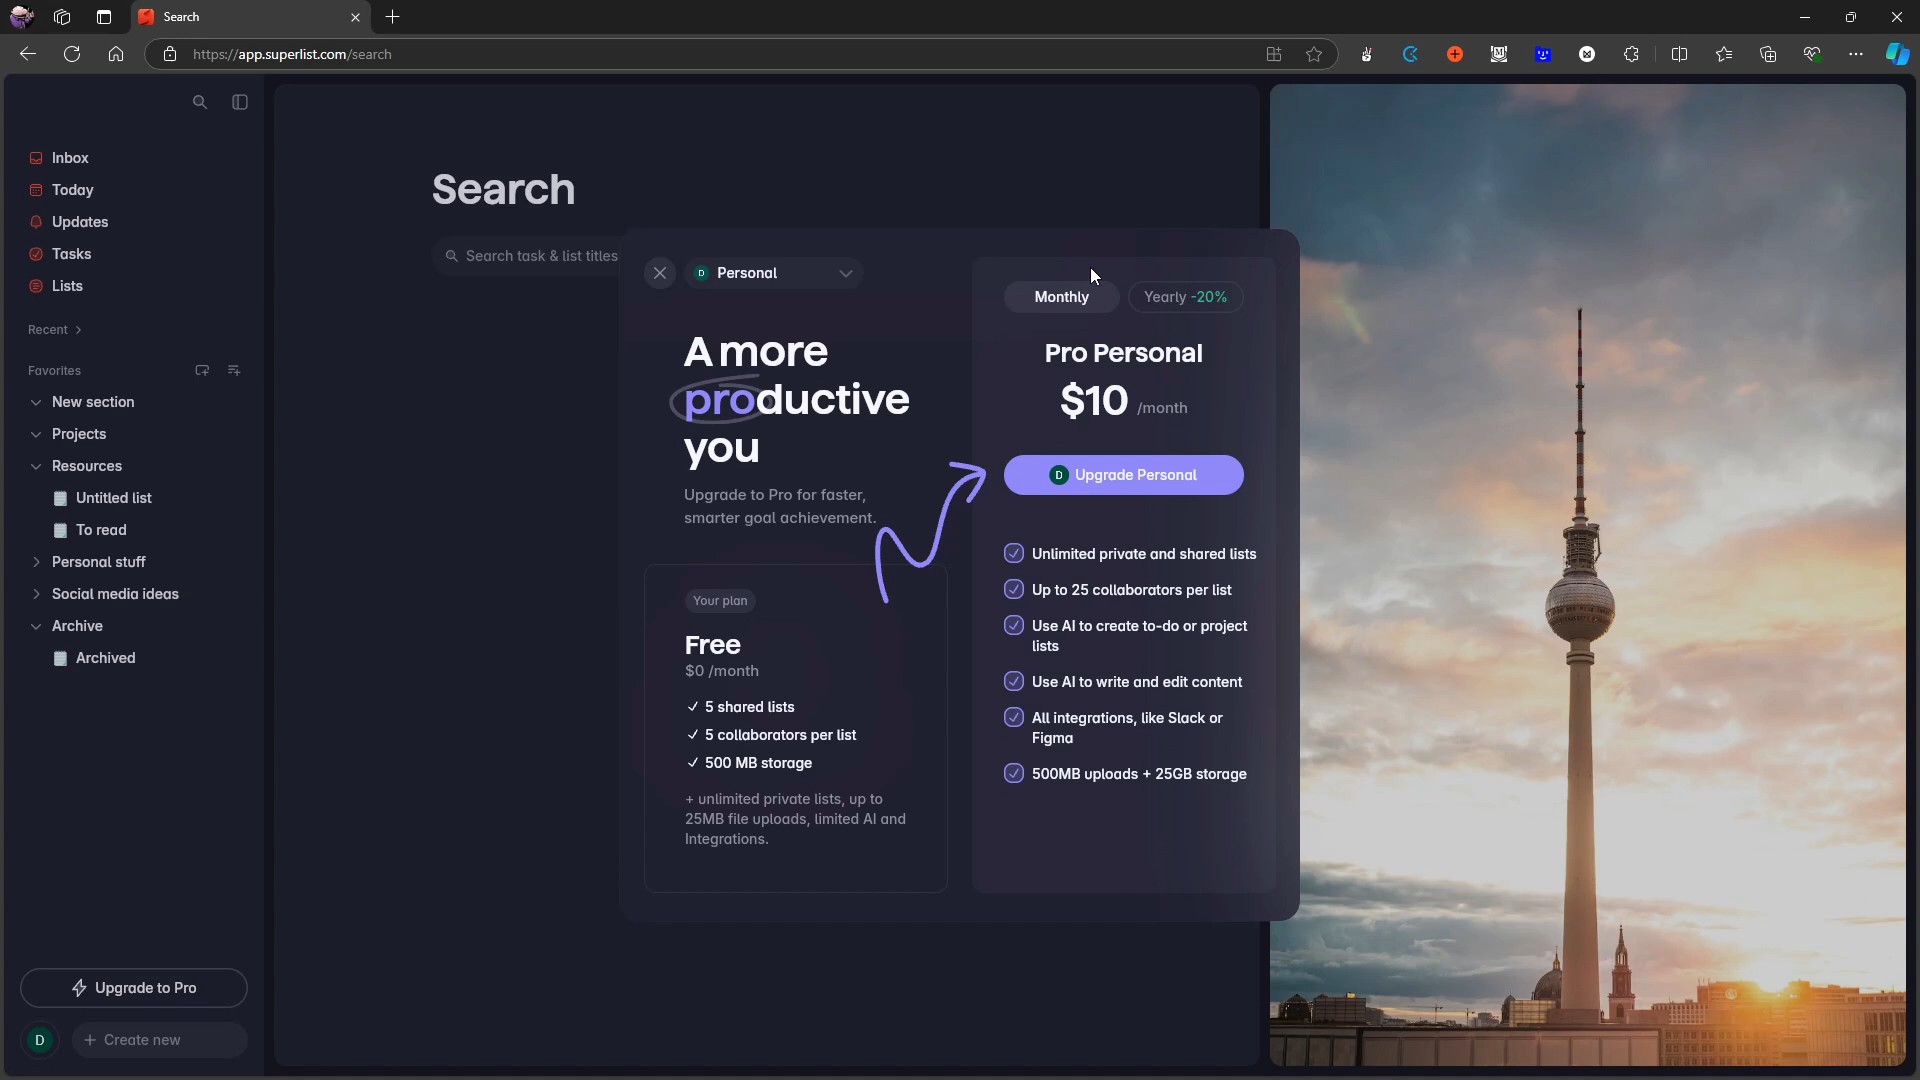 Search
https://app.superlist.com/search
Inbox
Today
Updates
Tasks
Lists
Recent
Favorites
New section
Projects
Resources
Untitled list
To read
Personal stuff
Social media ideas
Archive
Archived
Upgrade to Pro
D
Create new
Search
Search task & list titles
D Personal
A more
productive
you
Upgrade to Pro for faster,
smarter goal achievement.
Your plan
Free
$0 /month
5 shared lists
5 collaborators per list
500 MB storage
+ unlimited private lists, up to
25MB file uploads, limited AI and
Integrations.
Monthly
Yearly -20%
Pro Personal
$10 /month
D Upgrade Personal
Unlimited private and shared lists
Up to 25 collaborators per list
Use AI to create to-do or project
lists
Use AI to write and edit content
All integrations, like Slack or
Figma
500MB uploads + 25GB storage